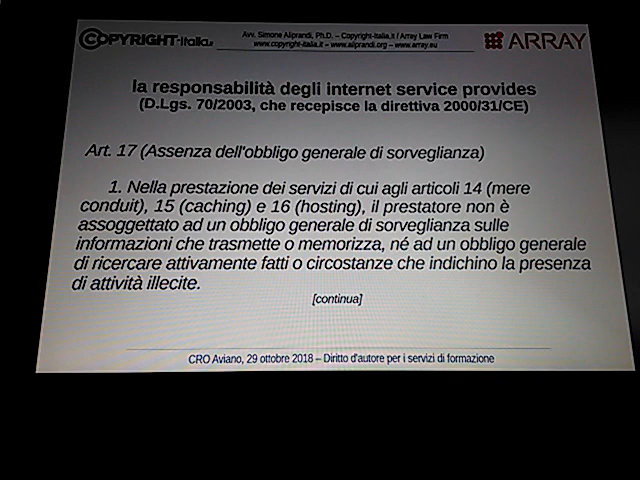 COPYRIGHT-Italia.it
Avv. Simone Aliprandi, Ph.D. – Copyright-Italia.it / Array Law Firm
www.copyright-italia.it – www.aliprandi.org – www.array.eu
ARRAY
la responsabilità degli internet service provides
(D.Lgs. 70/2003, che recepisce la direttiva 2000/31/CE)
Art. 17 (Assenza dell'obbligo generale di sorveglianza)
1. Nella prestazione dei servizi di cui agli articoli 14 (mere
conduit), 15 (caching) e 16 (hosting), il prestatore non è
assoggettato ad un obbligo generale di sorveglianza sulle
informazioni che trasmette o memorizza, né ad un obbligo generale
di ricercare attivamente fatti o circostanze che indichino la presenza
di attività illecite.
[continua]
CRO Aviano, 29 ottobre 2018 – Diritto d'autore per i servizi di formazione